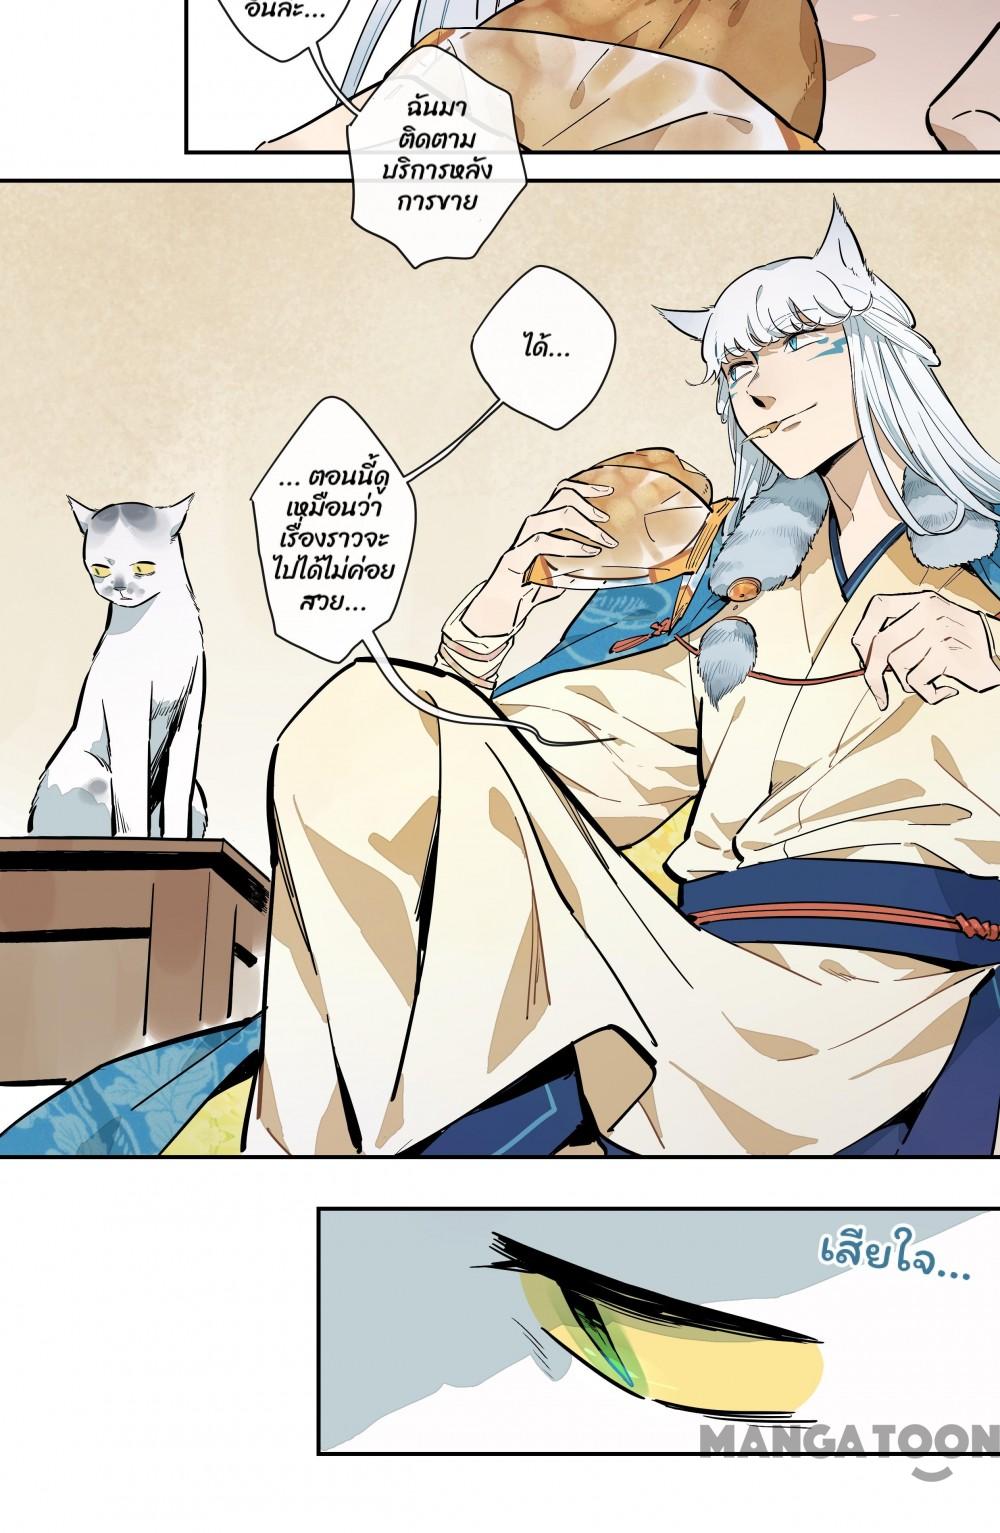 อื่นละ...
ฉันมา
ติดตาม
บริการหลัง
การขาย
ได้...
... ตอนนี้ดู
เหมือนว่า
เรื่องราวจะ
ไปได้ไม่ค่อย
สวย...
เสียใจ...
MANGATOON